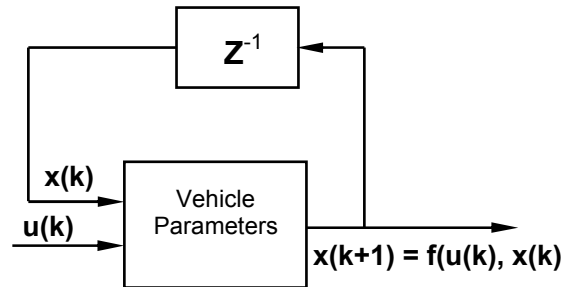 Z⁻¹
x(k)
u(k)
Vehicle
Parameters
x(k+1) = f(u(k), x(k)